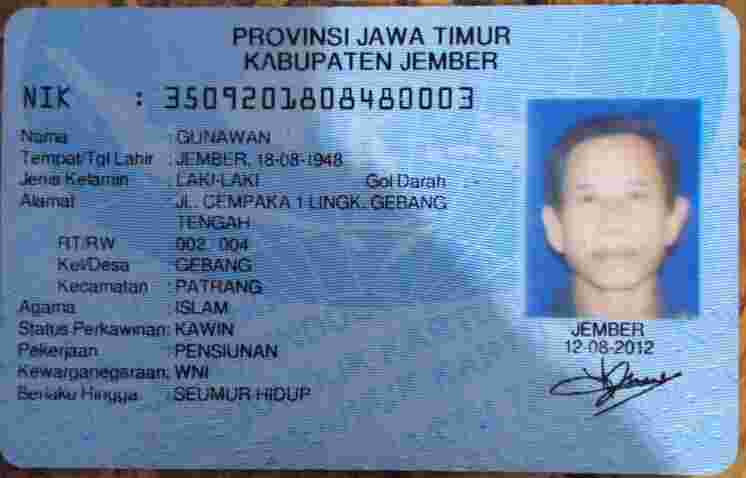 PROVINSI JAWA TIMUR
KABUPATEN JEMBER
NIK : 3509201808480003
Nama : GUNAWAN
Tempat/Tgl Lahir : JEMBER, 18-08-1948
Jenis Kelamin : LAKI-LAKI Gol Darah : -
Alamat : JL. CEMPAKA 1 LINGK. GEBANG
TENGAH
RT/RW : 002 004
Kel/Desa : GEBANG
Kecamatan : PATRANG
Agama : ISLAM
Status Perkawinan: KAWIN
Pekerjaan : PENSIUNAN
Kewarganegaraan: WNI
Berlaku Hingga : SEUMUR HIDUP
JEMBER
12-08-2012